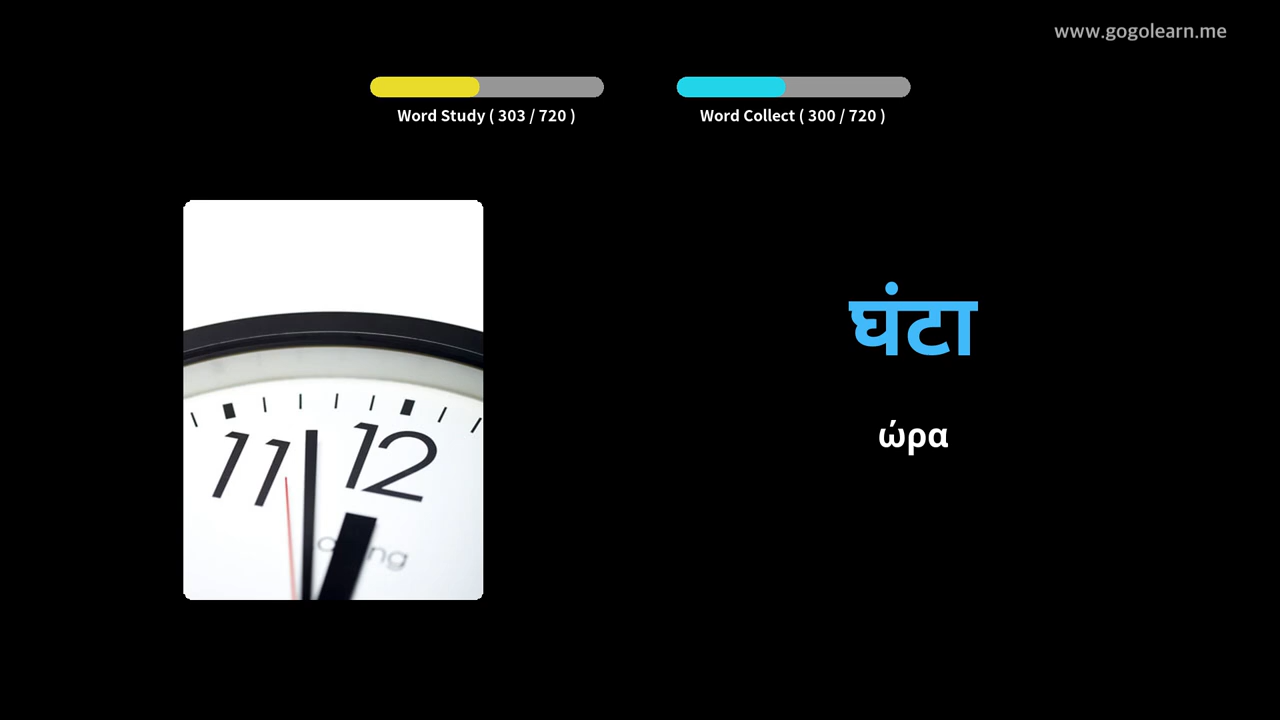 www.gogolearn.me
Word Study ( 303 / 720 )
Word Collect ( 300 / 720 )
घंटा
ώρα
11
12